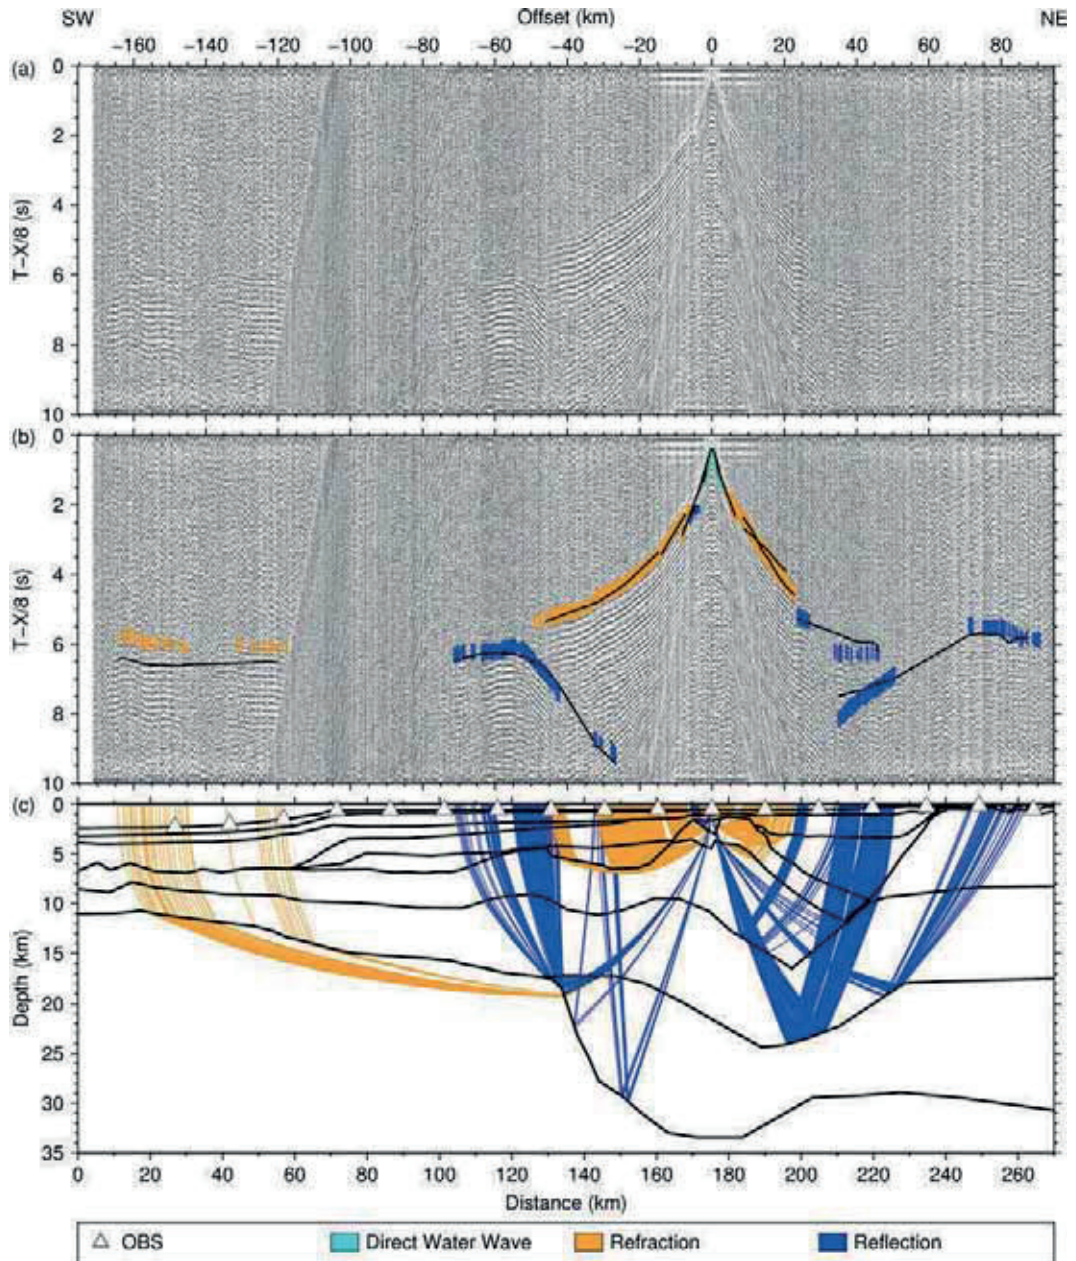 SW Offset (km) NE
−160 −140 −120 −100 −80 −60 −40 −20 0 20 40 60 80
(a)
0
2
4
6
8
10
T−X/8 (s)
(b)
0
2
4
6
8
10
T−X/8 (s)
(c)
0
5
10
15
20
25
30
35
Depth (km)
0 20 40 60 80 100 120 140 160 180 200 220 240 260
Distance (km)
OBS Direct Water Wave Refraction Reflection